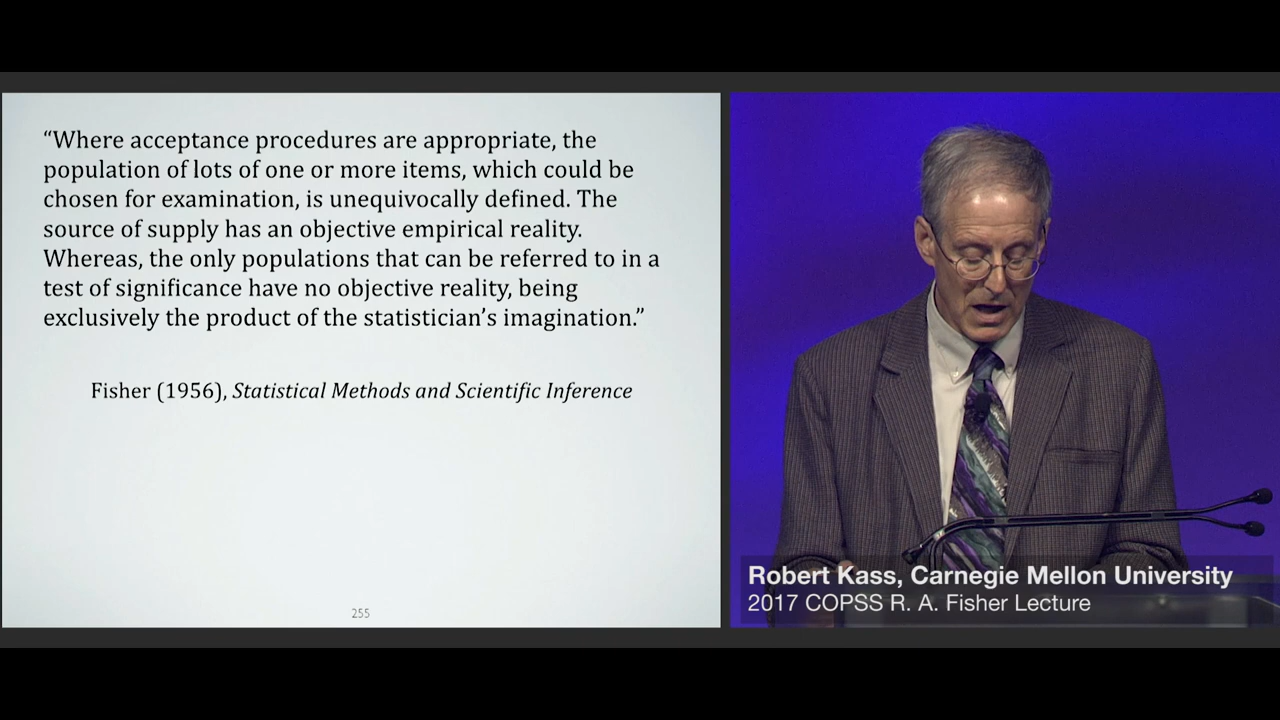 “Where acceptance procedures are appropriate, the
population of lots of one or more items, which could be
chosen for examination, is unequivocally defined. The
source of supply has an objective empirical reality.
Whereas, the only populations that can be referred to in a
test of significance have no objective reality, being
exclusively the product of the statistician’s imagination.”
Fisher (1956), Statistical Methods and Scientific Inference
255
Robert Kass, Carnegie Mellon University
2017 COPSS R. A. Fisher Lecture